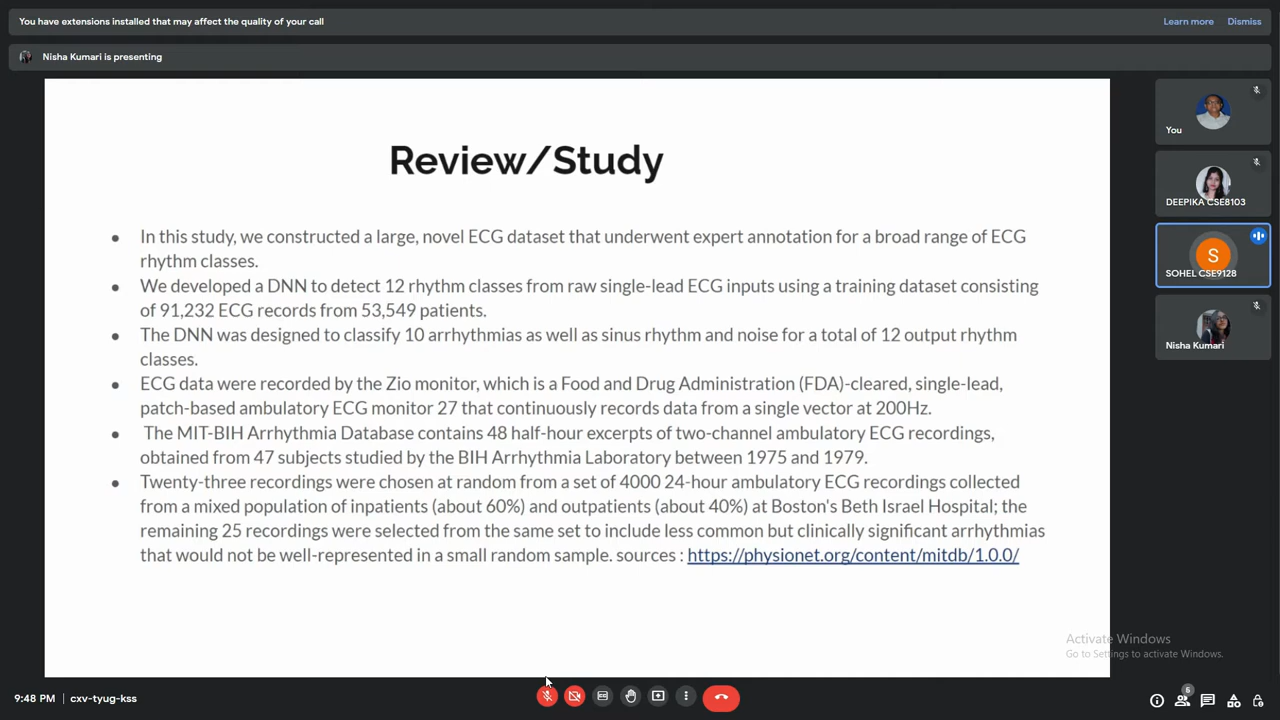 You have extensions installed that may affect the quality of your call
Learn more
Dismiss
Nisha Kumari is presenting
Review/Study
In this study, we constructed a large, novel ECG dataset that underwent expert annotation for a broad range of ECG
rhythm classes.
We developed a DNN to detect 12 rhythm classes from raw single-lead ECG inputs using a training dataset consisting
of 91,232 ECG records from 53,549 patients.
The DNN was designed to classify 10 arrhythmias as well as sinus rhythm and noise for a total of 12 output rhythm
classes.
ECG data were recorded by the Zio monitor, which is a Food and Drug Administration (FDA)-cleared, single-lead,
patch-based ambulatory ECG monitor 27 that continuously records data from a single vector at 200Hz.
The MIT-BIH Arrhythmia Database contains 48 half-hour excerpts of two-channel ambulatory ECG recordings,
obtained from 47 subjects studied by the BIH Arrhythmia Laboratory between 1975 and 1979.
Twenty-three recordings were chosen at random from a set of 4000 24-hour ambulatory ECG recordings collected
from a mixed population of inpatients (about 60%) and outpatients (about 40%) at Boston's Beth Israel Hospital; the
remaining 25 recordings were selected from the same set to include less common but clinically significant arrhythmias
that would not be well-represented in a small random sample. sources : https://physionet.org/content/mitdb/1.0.0/
You
DEEPIKA CSE8103
S
SOHEL CSE9128
Nisha Kumari
Activate Windows
Go to Settings to activate Windows.
9:48 PM
cxv-tyug-kss
6